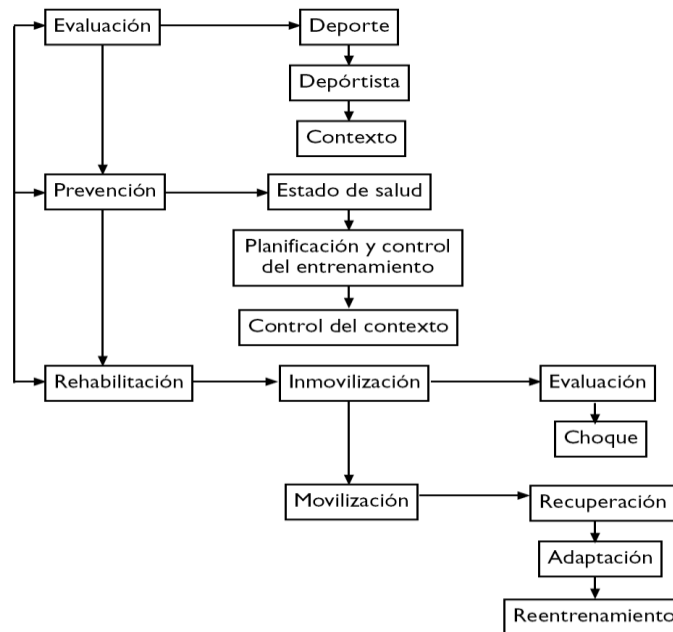 Evaluación
Deporte
Depórtista
Contexto
Prevención
Estado de salud
Planificación y control
del entrenamiento
Control del contexto
Rehabilitación
Inmovilización
Evaluación
Choque
Movilización
Recuperación
Adaptación
Reentrenamiento